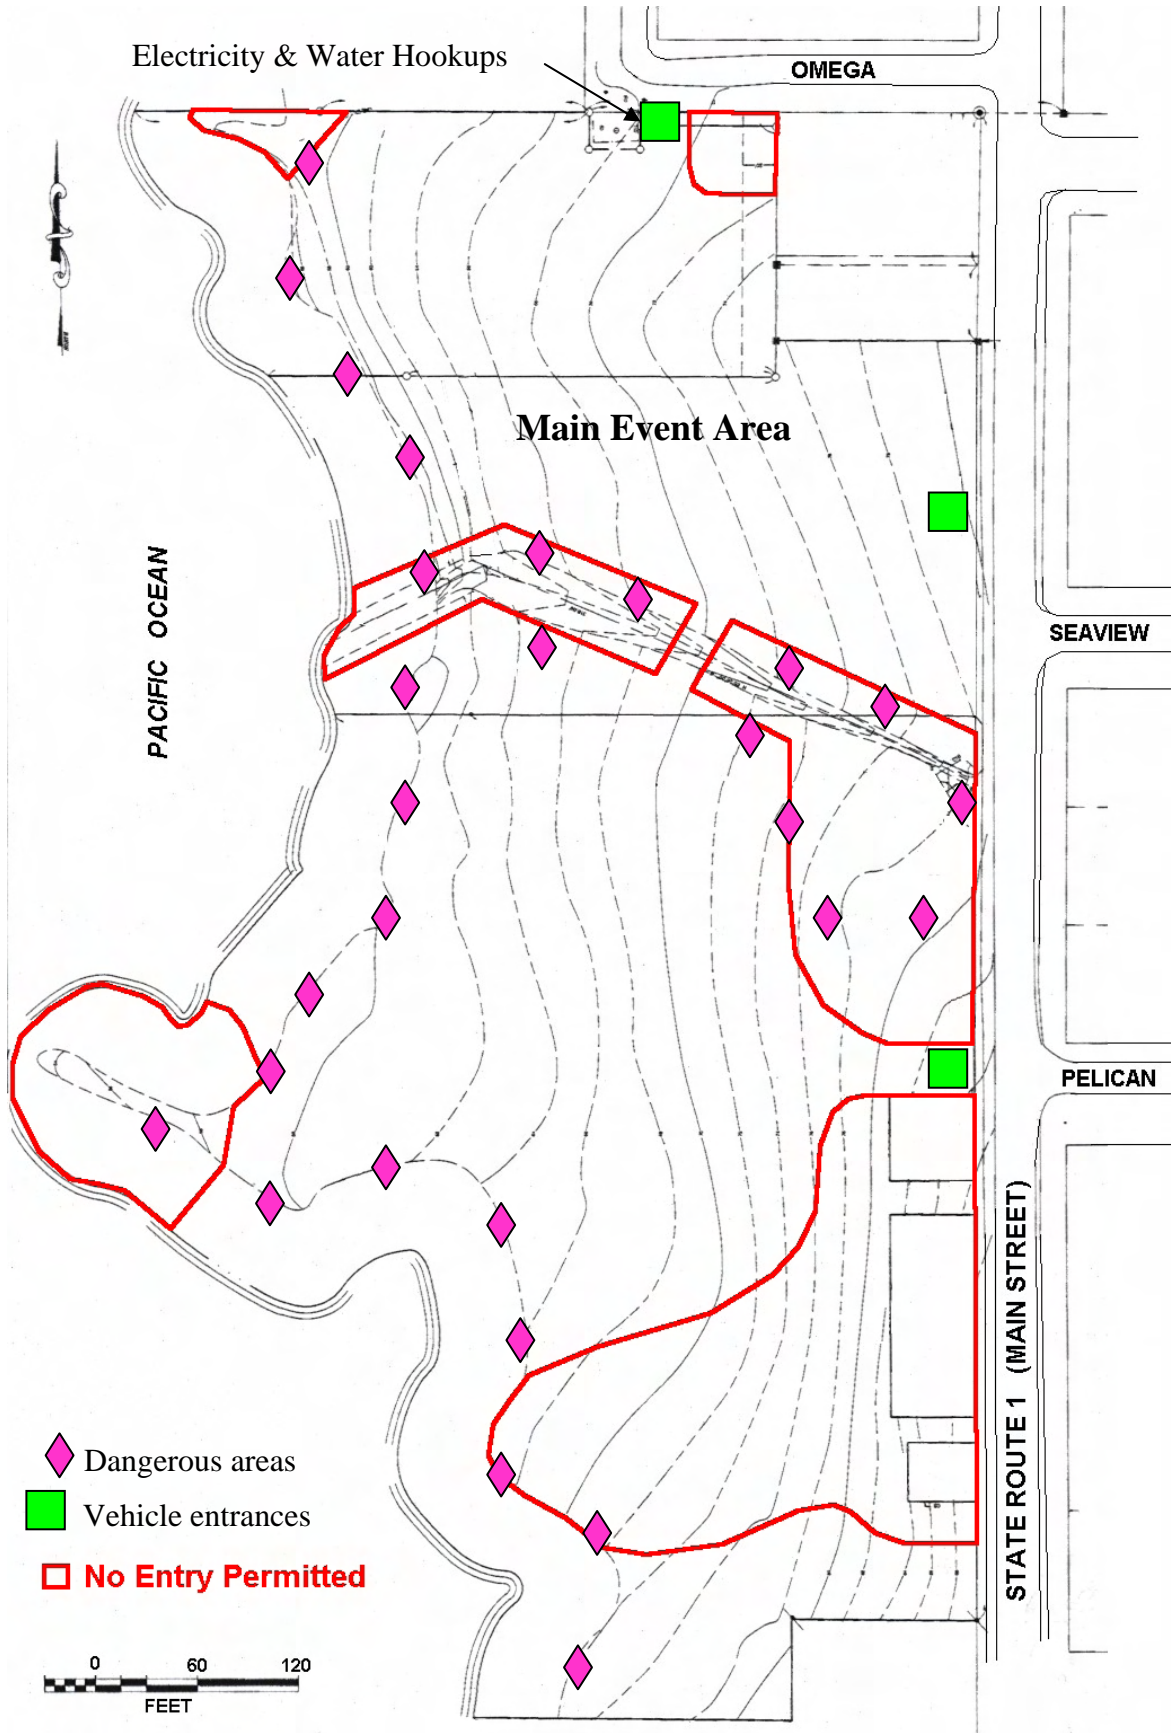 Electricity & Water Hookups
OMEGA
Main Event Area
PACIFIC OCEAN
SEAVIEW
PELICAN
STATE ROUTE 1 (MAIN STREET)
Dangerous areas
Vehicle entrances
No Entry Permitted
0 60 120
FEET